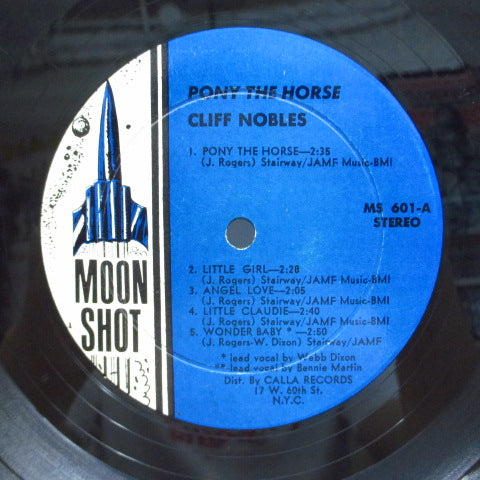 PONY THE HORSE
CLIFF NOBLES
1. PONY THE HORSE—2:35
(J. Rogers) Stairway/JAMF Music-BMI
MS 601-A
STEREO
MOON
SHOT
2. LITTLE GIRL—2:28
(J. Rogers) Stairway/JAMF Music-BMI
3. ANGEL LOVE—2:05
(J. Rogers) Stairway/JAMF Music-BMI
4. LITTLE CLAUDIE—2:40
(J. Rogers) Stairway/JAMF Music-BMI
5. WONDER BABY *—2:50
(J. Rogers-W. Dixon) Stairway/JAMF
* lead vocal by Webb Dixon
** lead vocal by Bennie Martin
Dist. By CALLA RECORDS
17 W. 60th St.
N.Y.C.